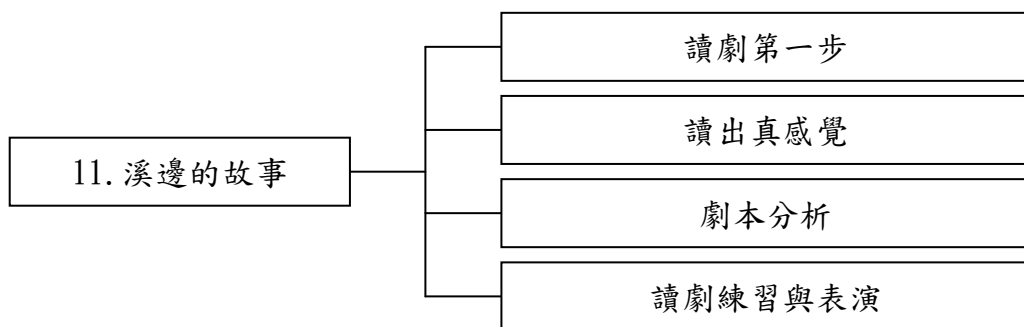 11.溪邊的故事
讀劇第一步
讀出真感覺
劇本分析
讀劇練習與表演